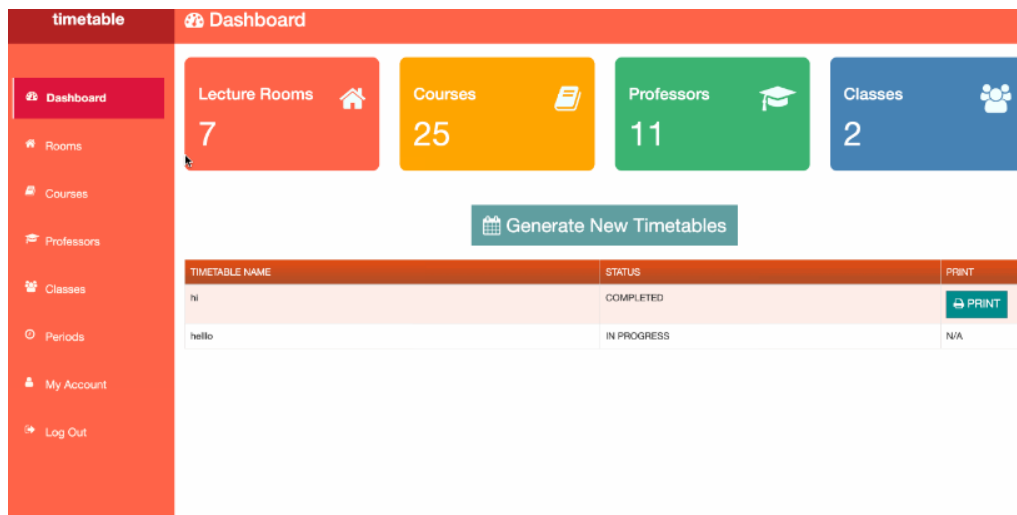 timetable
Dashboard
Dashboard
Rooms
Courses
Professors
Classes
Periods
My Account
Log Out
Lecture Rooms
7
Courses
25
Professors
11
Classes
2
Generate New Timetables
TIMETABLE NAME STATUS PRINT
hi COMPLETED PRINT
helllo IN PROGRESS N/A